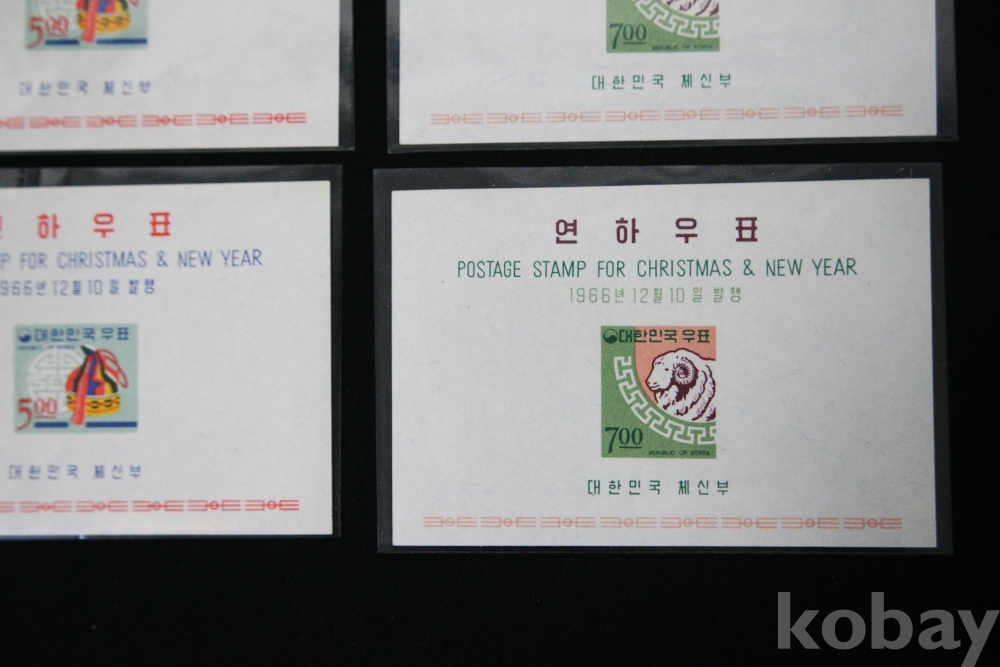 5.00
대한민국 체신부
7.00
REPUBLIC OF KOREA
대한민국 체신부
하우표
FOR CHRISTMAS & NEW YEAR
966년 12월 10일 발행
대한민국우표
5.00
대한민국 체신부
연하우표
POSTAGE STAMP FOR CHRISTMAS & NEW YEAR
1966년 12월 10일 발행
대한민국우표
7.00
REPUBLIC OF KOREA
대한민국 체신부
kobay